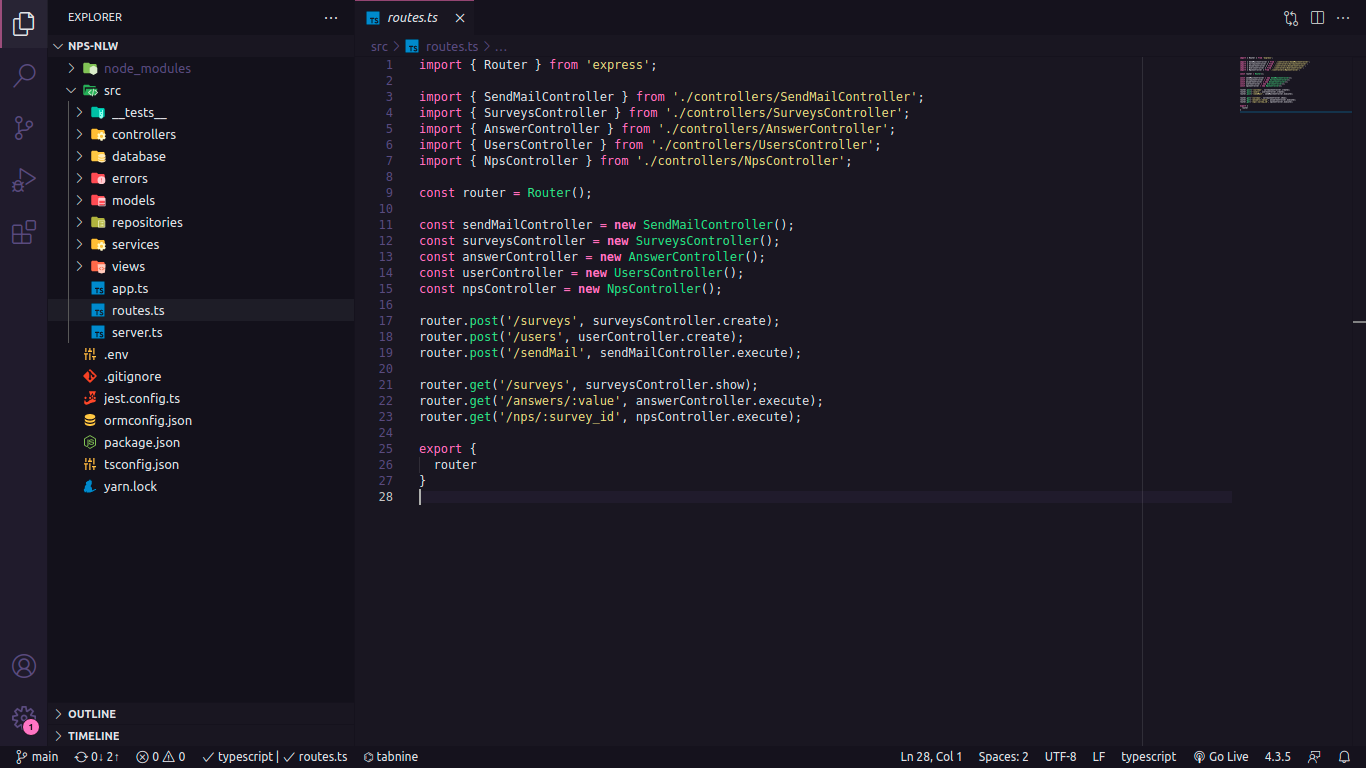 EXPLORER
NPS-NLW
node_modules
src
__tests__
controllers
database
errors
models
repositories
services
views
app.ts
routes.ts
server.ts
.env
.gitignore
jest.config.ts
ormconfig.json
package.json
tsconfig.json
yarn.lock
OUTLINE
TIMELINE
1
routes.ts
src > routes.ts > ...
1 import { Router } from 'express';
2
3 import { SendMailController } from './controllers/SendMailController';
4 import { SurveysController } from './controllers/SurveysController';
5 import { AnswerController } from './controllers/AnswerController';
6 import { UsersController } from './controllers/UsersController';
7 import { NpsController } from './controllers/NpsController';
8
9 const router = Router();
10
11 const sendMailController = new SendMailController();
12 const surveysController = new SurveysController();
13 const answerController = new AnswerController();
14 const userController = new UsersController();
15 const npsController = new NpsController();
16
17 router.post('/surveys', surveysController.create);
18 router.post('/users', userController.create);
19 router.post('/sendMail', sendMailController.execute);
20
21 router.get('/surveys', surveysController.show);
22 router.get('/answers/:value', answerController.execute);
23 router.get('/nps/:survey_id', npsController.execute);
24
25 export {
26   router
27 }
28
main 0↓ 2↑ 0 0 typescript | routes.ts tabnine Ln 28, Col 1 Spaces: 2 UTF-8 LF typescript Go Live 4.3.5